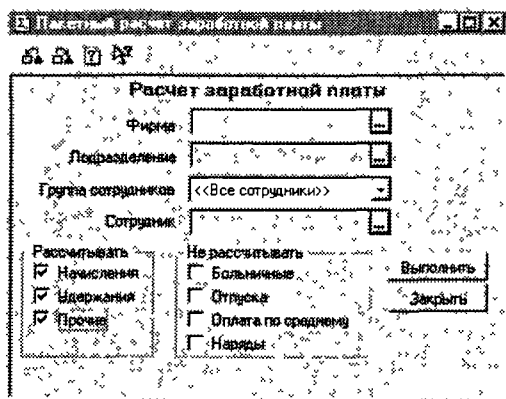 Пакетный расчет заработной платы
Расчет заработной платы
Фирма
Подразделение
Группа сотрудников <<Все сотрудники>>
Сотрудник
Рассчитывать
Начисления
Удержания
Прочие
Не рассчитывать
Больничные
Отпуска
Оплата по среднему
Наряды
Выполнить
Закрыть